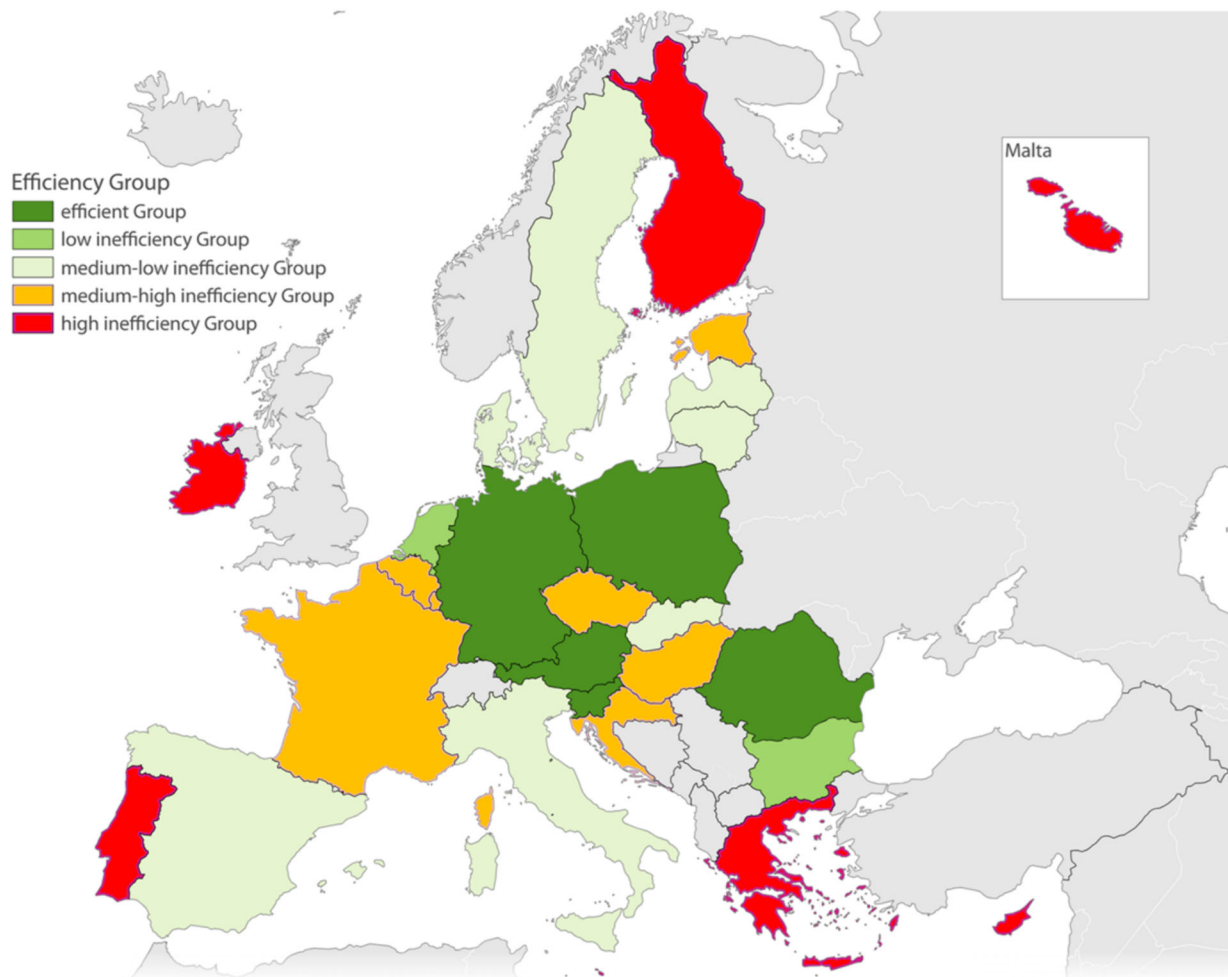 Malta
Efficiency Group
efficient Group
low inefficiency Group
medium-low inefficiency Group
medium-high inefficiency Group
high inefficiency Group